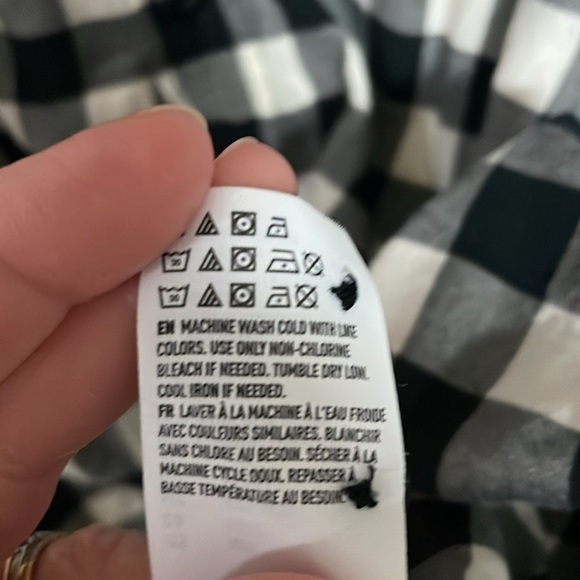 30
30
EN MACHINE WASH COLD WITH LIKE
COLORS. USE ONLY NON-CHLORINE
BLEACH IF NEEDED. TUMBLE DRY LOW.
COOL IRON IF NEEDED.
FR LAVER À LA MACHINE À L'EAU FROIDE
AVEC COULEURS SIMILAIRES. BLANCHIR
SANS CHLORE AU BESOIN. SÉCHER À LA
MACHINE CYCLE DOUX. REPASSER À
BASSE TEMPÉRATURE AU BESOIN